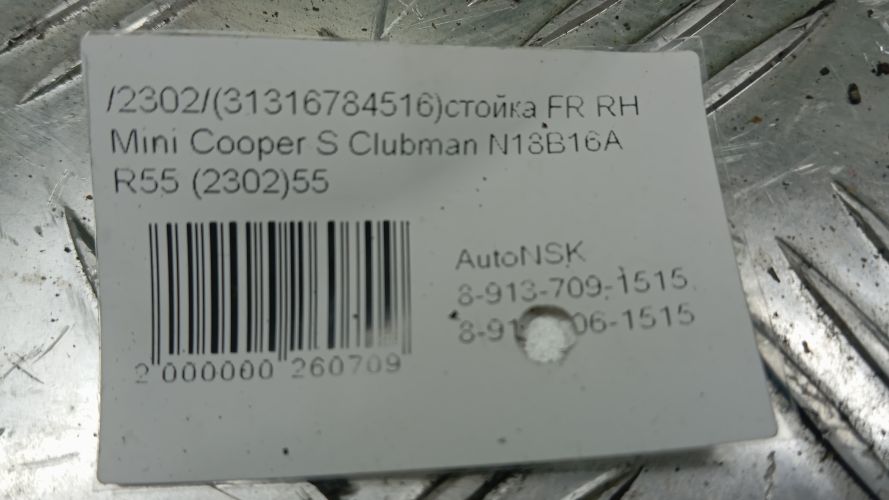 /2302/(31316784516)стойка FR RH
Mini Cooper S Clubman N18B16A
R55 (2302)55
AutoNSK
8-913-709-1515,
2 000000 260709